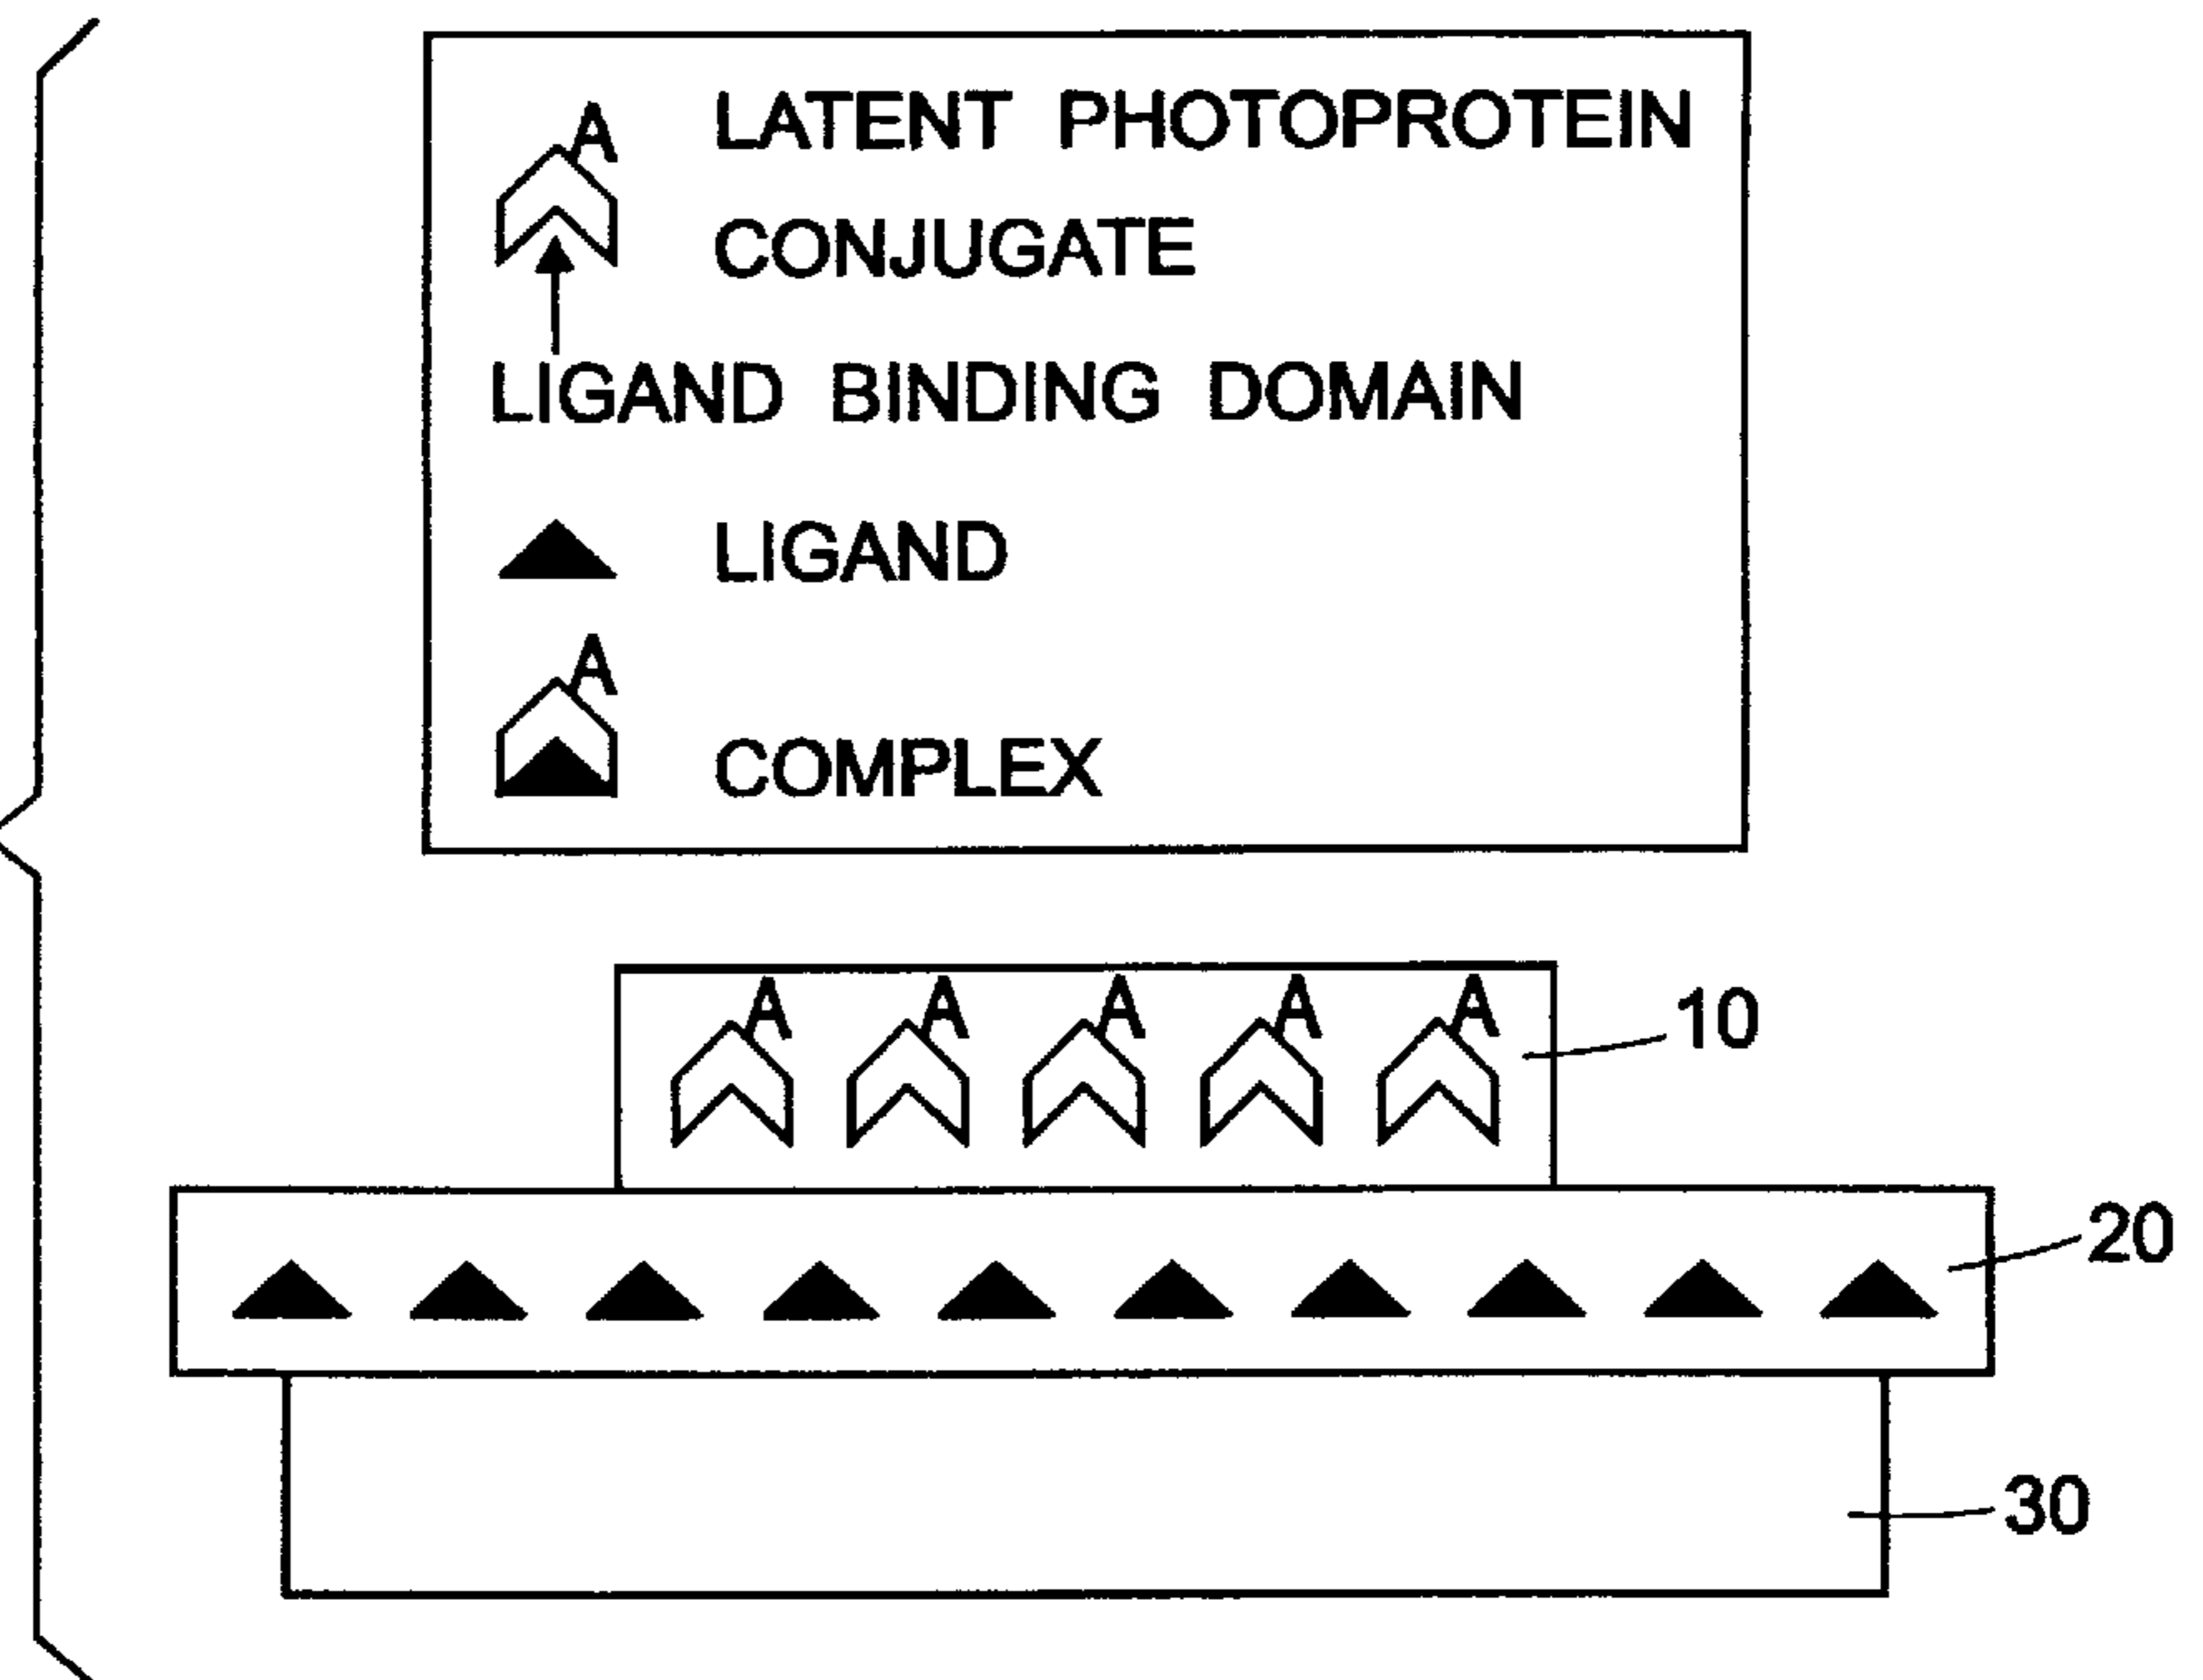 A LATENT PHOTOPROTEIN
CONJUGATE
LIGAND BINDING DOMAIN
LIGAND
A
COMPLEX
A A A A A
10
20
30